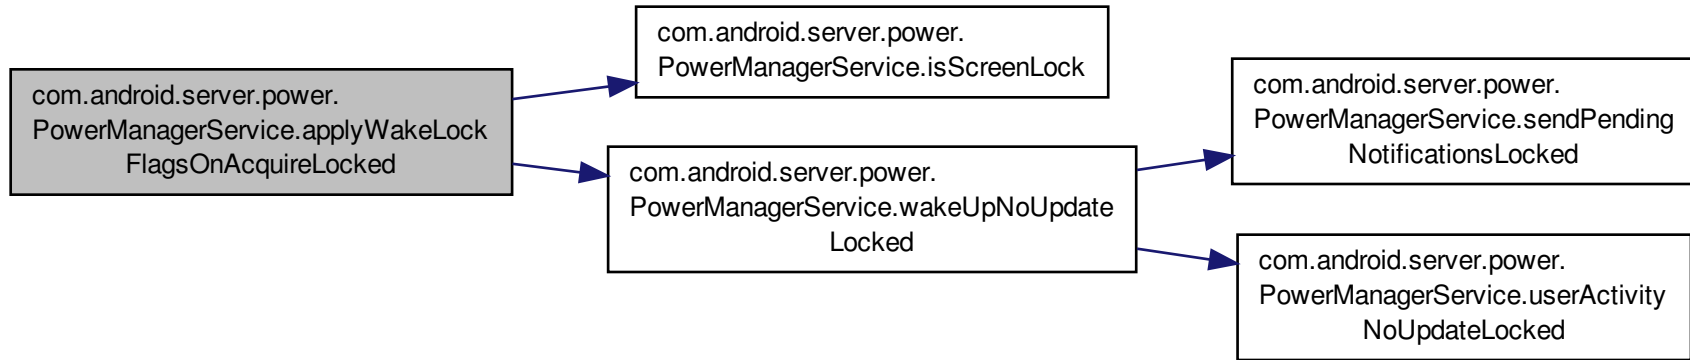 com.android.server.power.
PowerManagerService.applyWakeLock
FlagsOnAcquireLocked
com.android.server.power.
PowerManagerService.isScreenLock
com.android.server.power.
PowerManagerService.wakeUpNoUpdate
Locked
com.android.server.power.
PowerManagerService.sendPending
NotificationsLocked
com.android.server.power.
PowerManagerService.userActivity
NoUpdateLocked